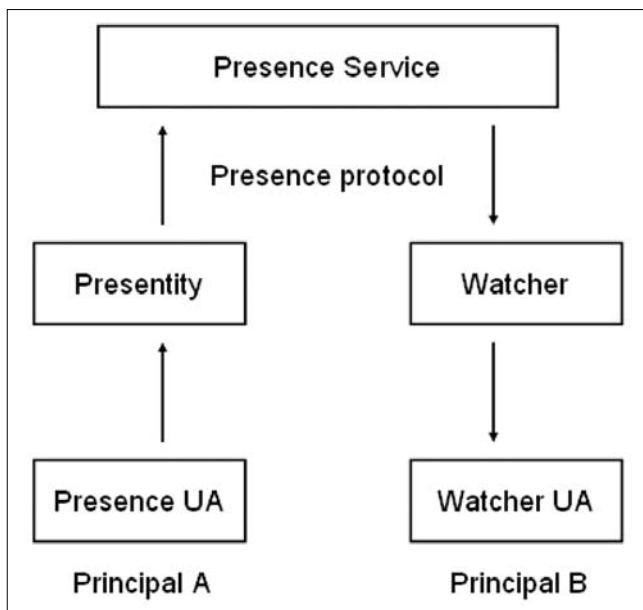 Presence Service
Presence protocol
Presentity
Watcher
Presence UA
Watcher UA
Principal A
Principal B